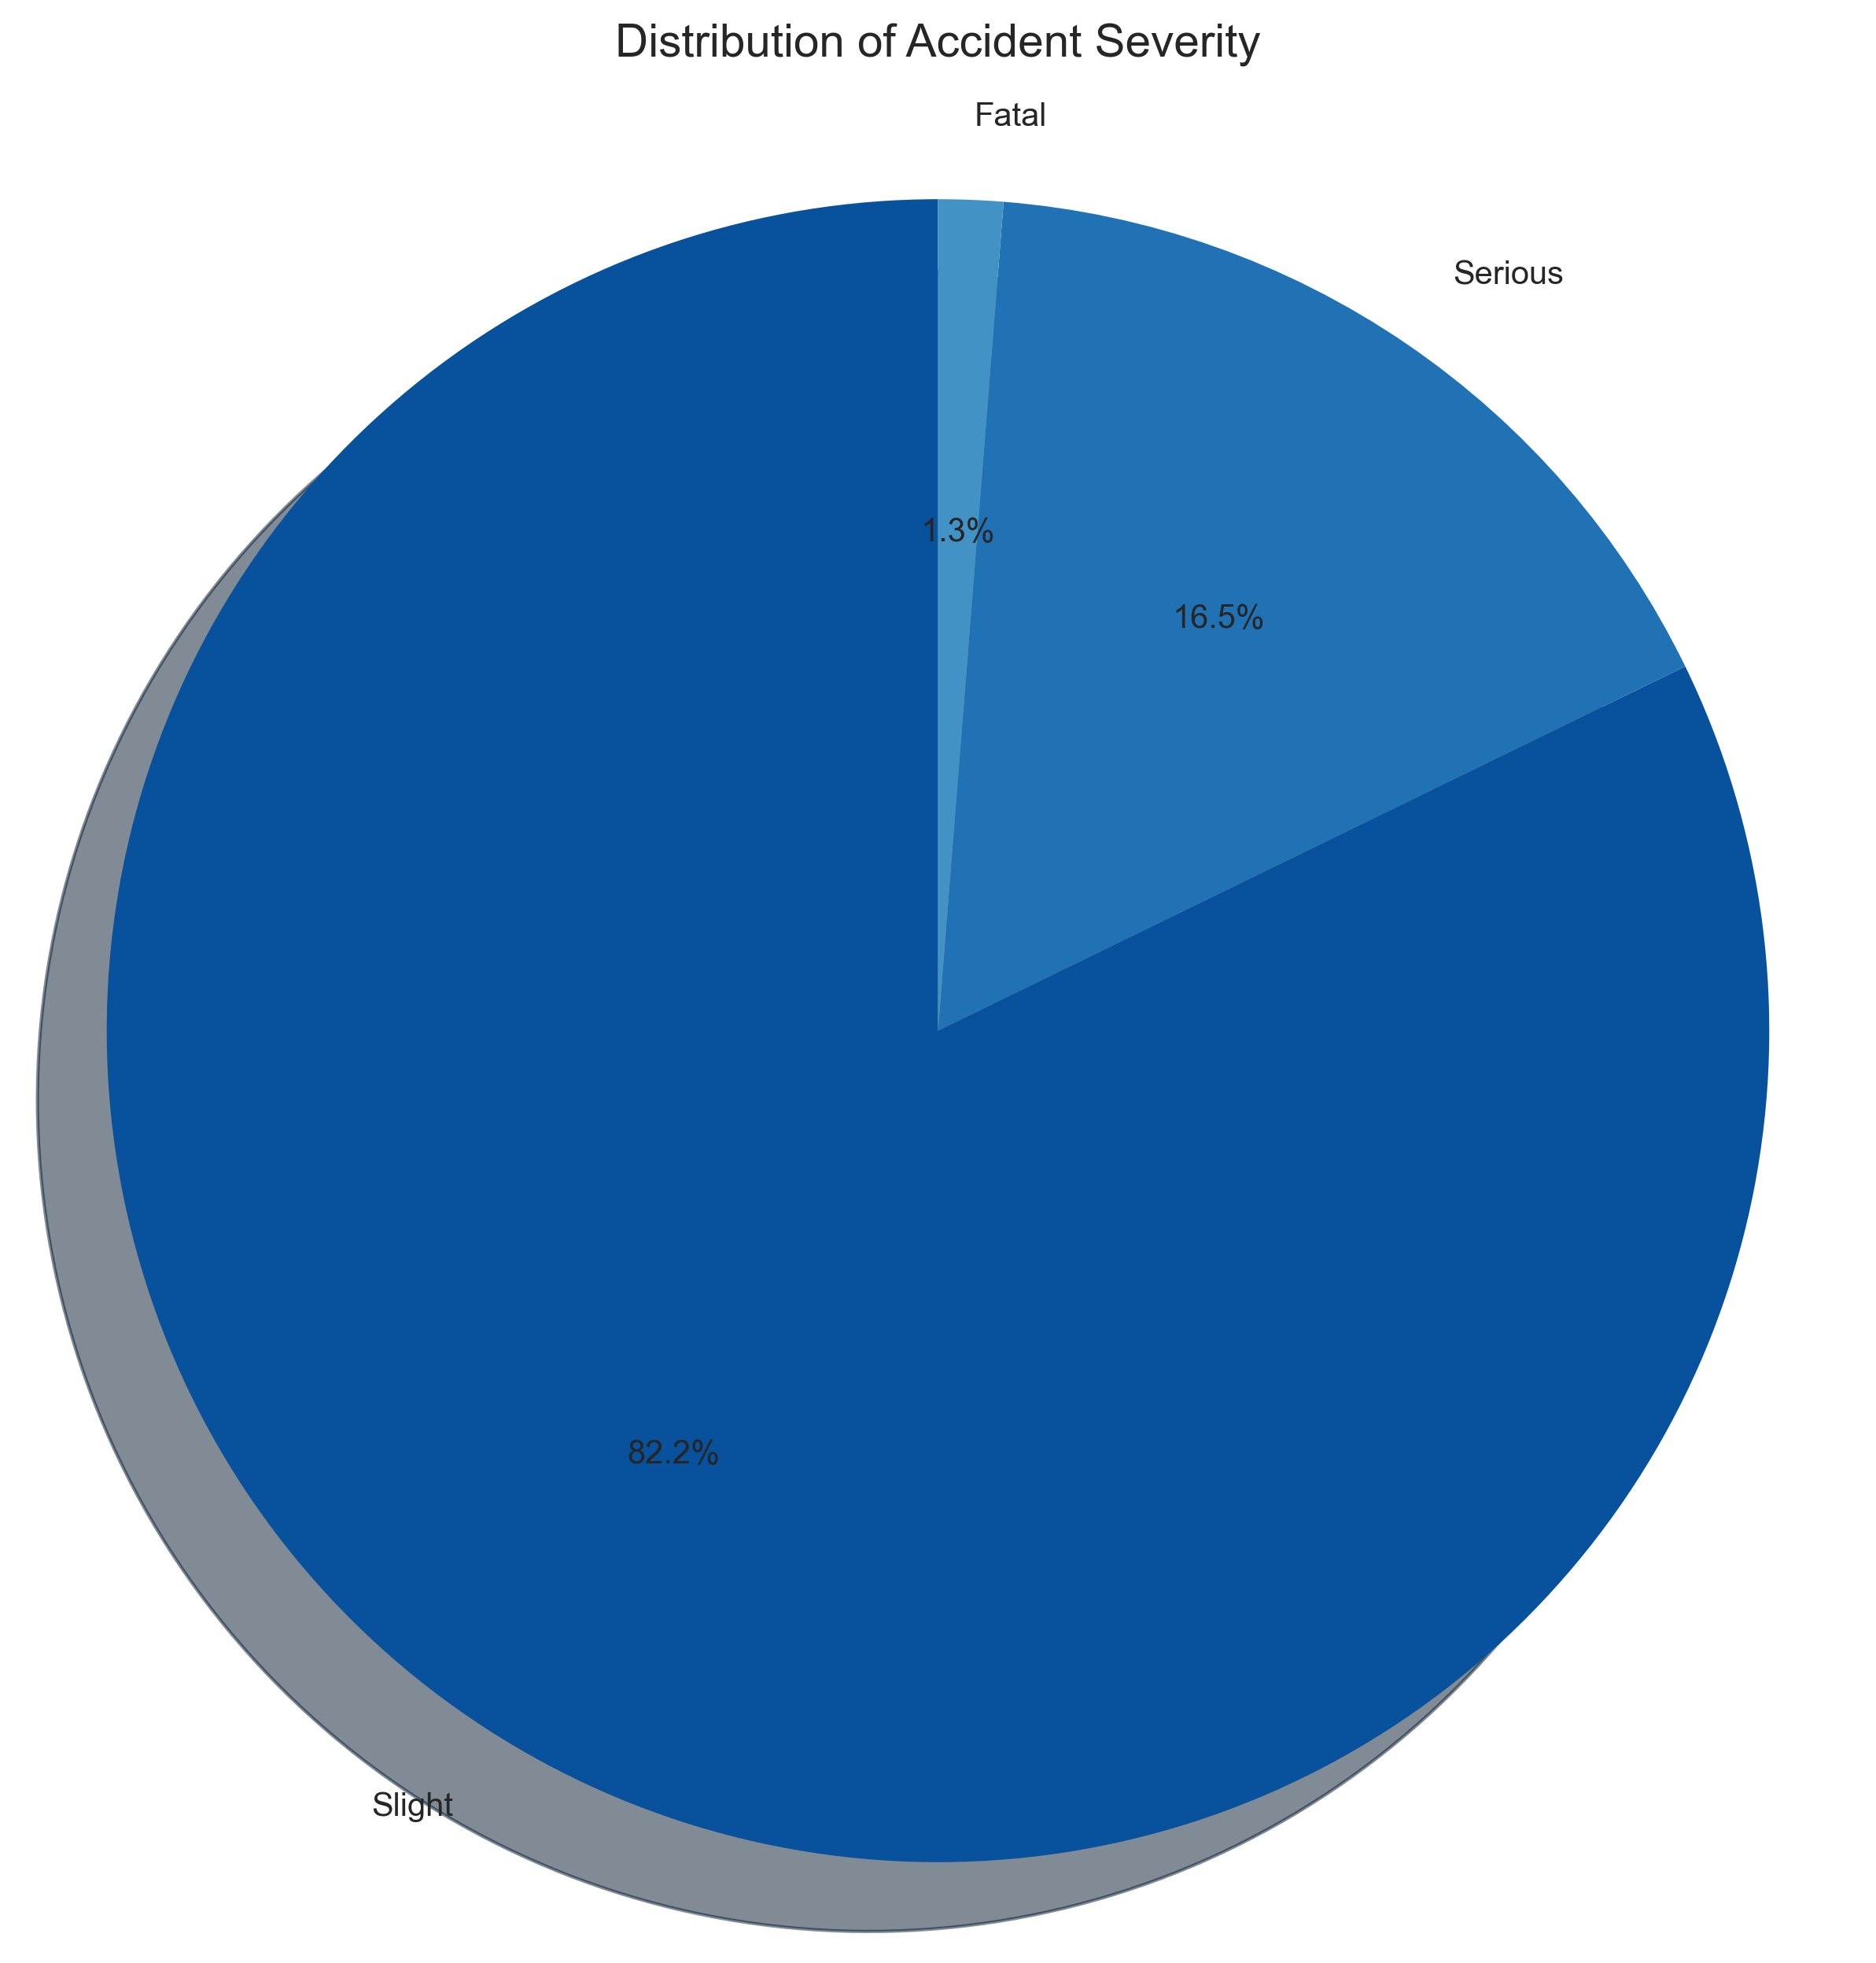 Distribution of Accident Severity
Fatal
Serious
1.3%
16.5%
82.2%
Slight